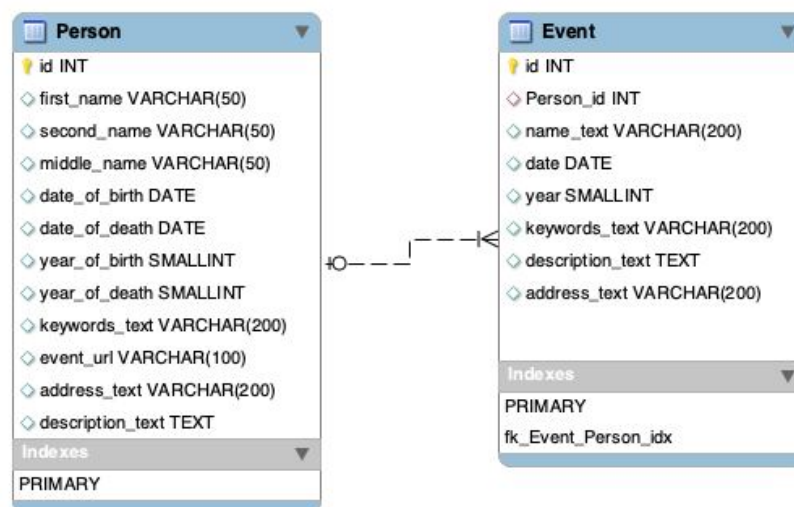 Person
id INT
first_name VARCHAR(50)
second_name VARCHAR(50)
middle_name VARCHAR(50)
date_of_birth DATE
date_of_death DATE
year_of_birth SMALLINT
year_of_death SMALLINT
keywords_text VARCHAR(200)
event_url VARCHAR(100)
address_text VARCHAR(200)
description_text TEXT
Indexes
PRIMARY
Event
id INT
Person_id INT
name_text VARCHAR(200)
date DATE
year SMALLINT
keywords_text VARCHAR(200)
description_text TEXT
address_text VARCHAR(200)
Indexes
PRIMARY
fk_Event_Person_idx